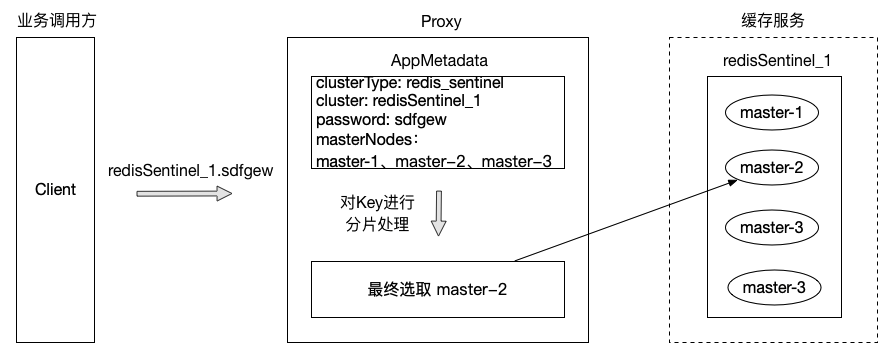 业务调用方
Proxy
缓存服务
AppMetadata
redisSentinel_1
clusterType: redis_sentinel
cluster: redisSentinel_1
password: sdfgew
masterNodes：
master-1、master-2、master-3
Client
redisSentinel_1.sdfgew
对Key进行
分片处理
最终选取 master-2
master-1
master-2
master-3
master-3